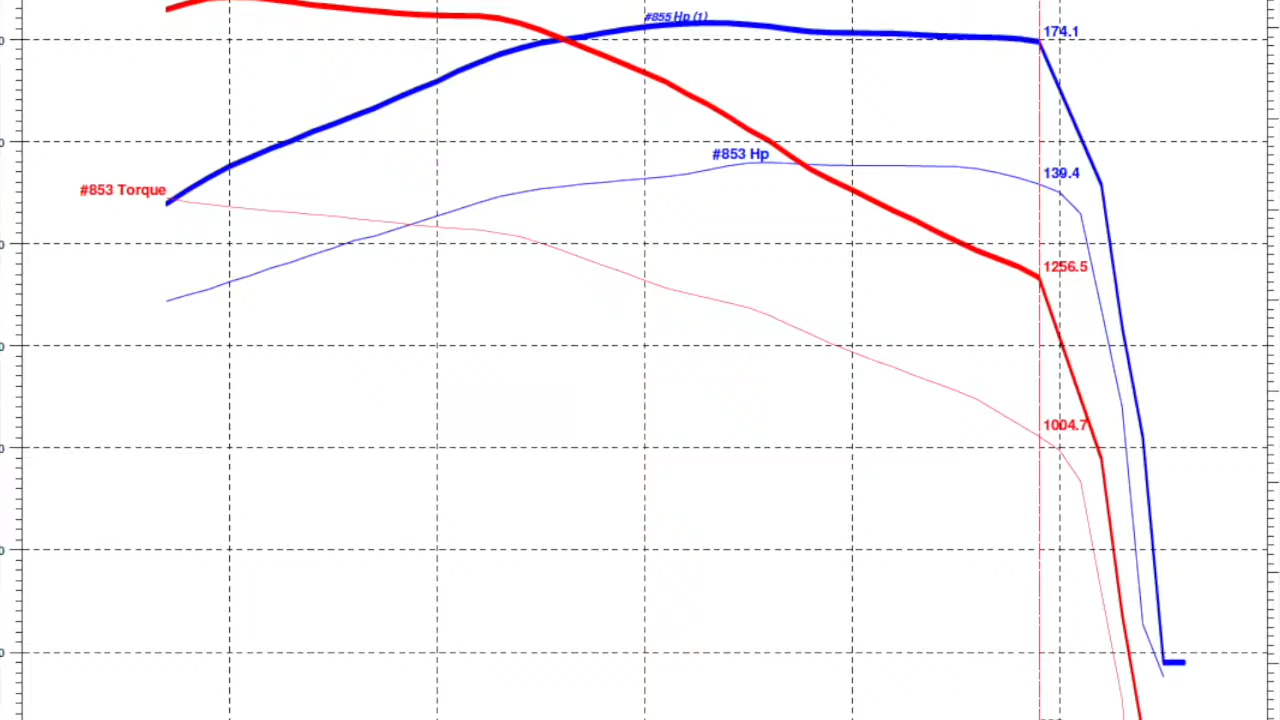 #855 Hp (1)
174.1
#853 Hp
139.4
#853 Torque
1256.5
1004.7